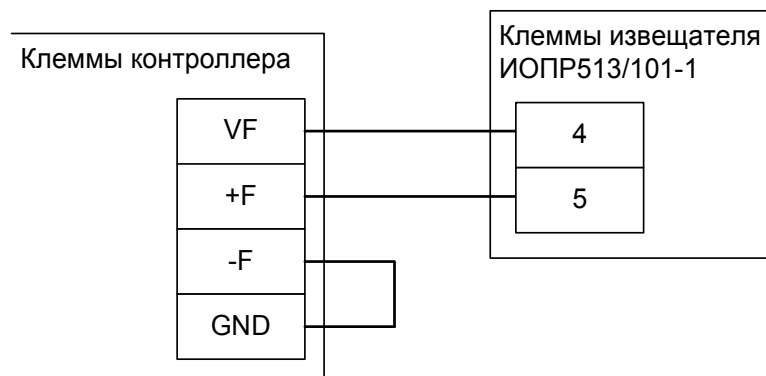 Клеммы контроллера
Клеммы извещателя
ИОПР513/101-1
VF
4
+F
5
-F
GND